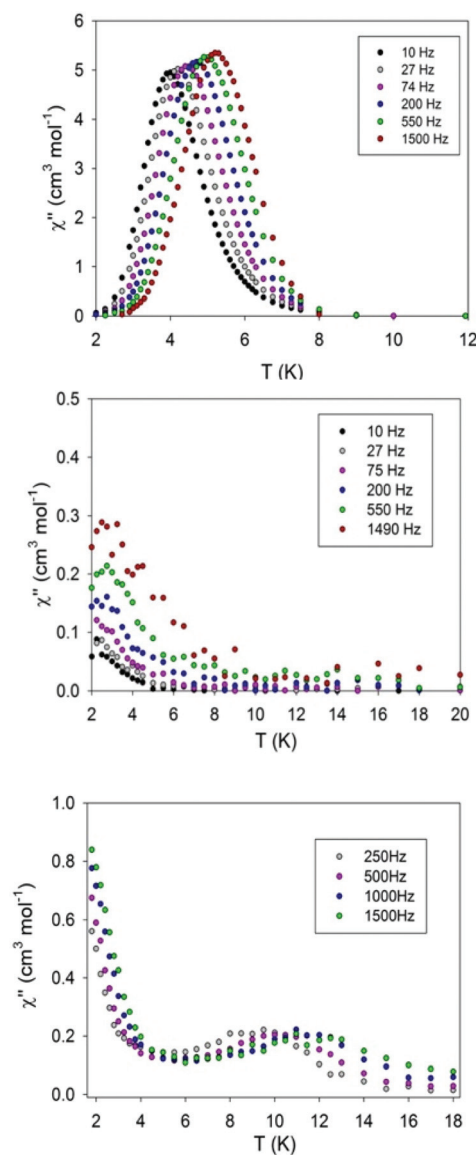 6
5
4
3
2
1
0
χ" (cm³ mol⁻¹)
10 Hz
27 Hz
74 Hz
200 Hz
550 Hz
1500 Hz
2 4 6 8 10 12
T (K)
0.5
0.4
0.3
0.2
0.1
0.0
χ" (cm³ mol⁻¹)
10 Hz
27 Hz
75 Hz
200 Hz
550 Hz
1490 Hz
2 4 6 8 10 12 14 16 18 20
T (K)
1.0
0.8
0.6
0.4
0.2
0.0
χ" (cm³ mol⁻¹)
250Hz
500Hz
1000Hz
1500Hz
2 4 6 8 10 12 14 16 18
T (K)